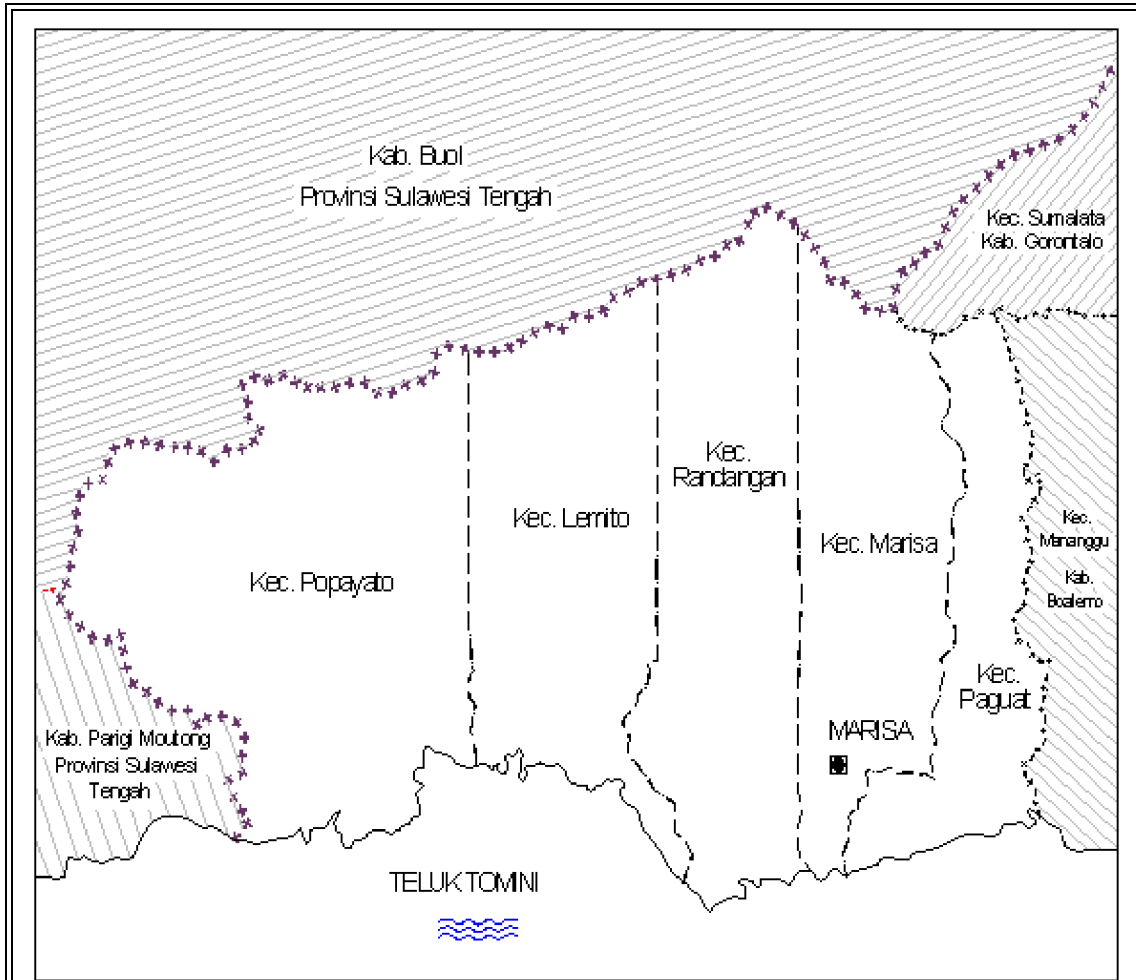 Kab. Buol
Provinsi Sulawesi Tengah
Kec. Sumalata
Kab. Gorontalo
Kec.
Randangan
Kec. Lemito
Kec. Marisa
Kec.
Mananggu
Kab.
Boalemo
Kec. Popayato
Kec.
Paguat
MARISA
Kab. Parigi Moutong
Provinsi Sulawesi
Tengah
TELUK TOMINI